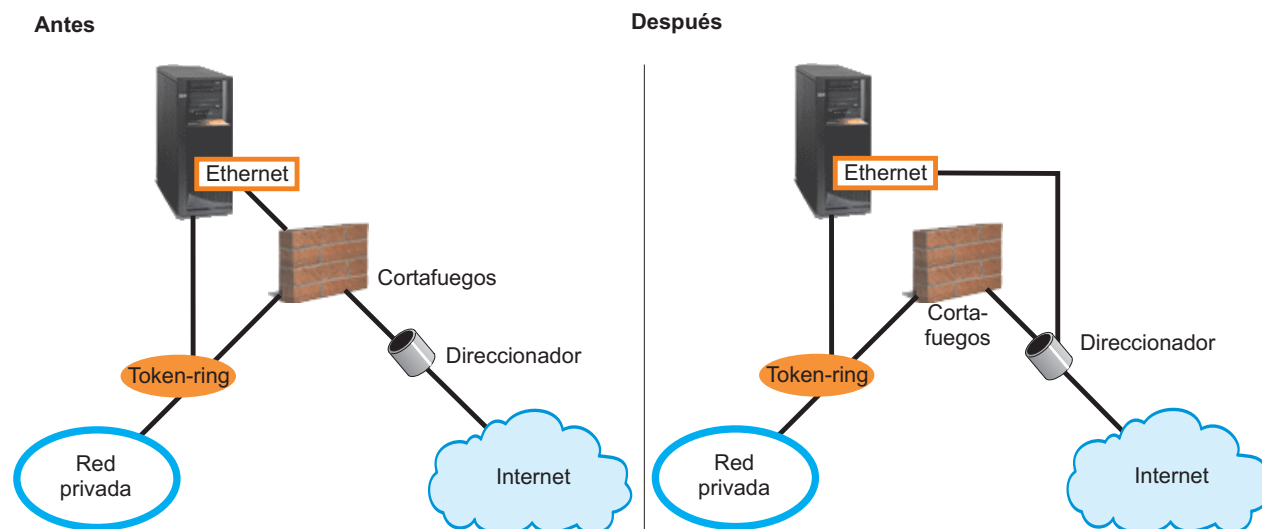 Antes
Ethernet
Cortafuegos
Direccionador
Token-ring
Red
privada
Internet
Después
Ethernet
Corta-
fuegos
Direccionador
Token-ring
Red
privada
Internet